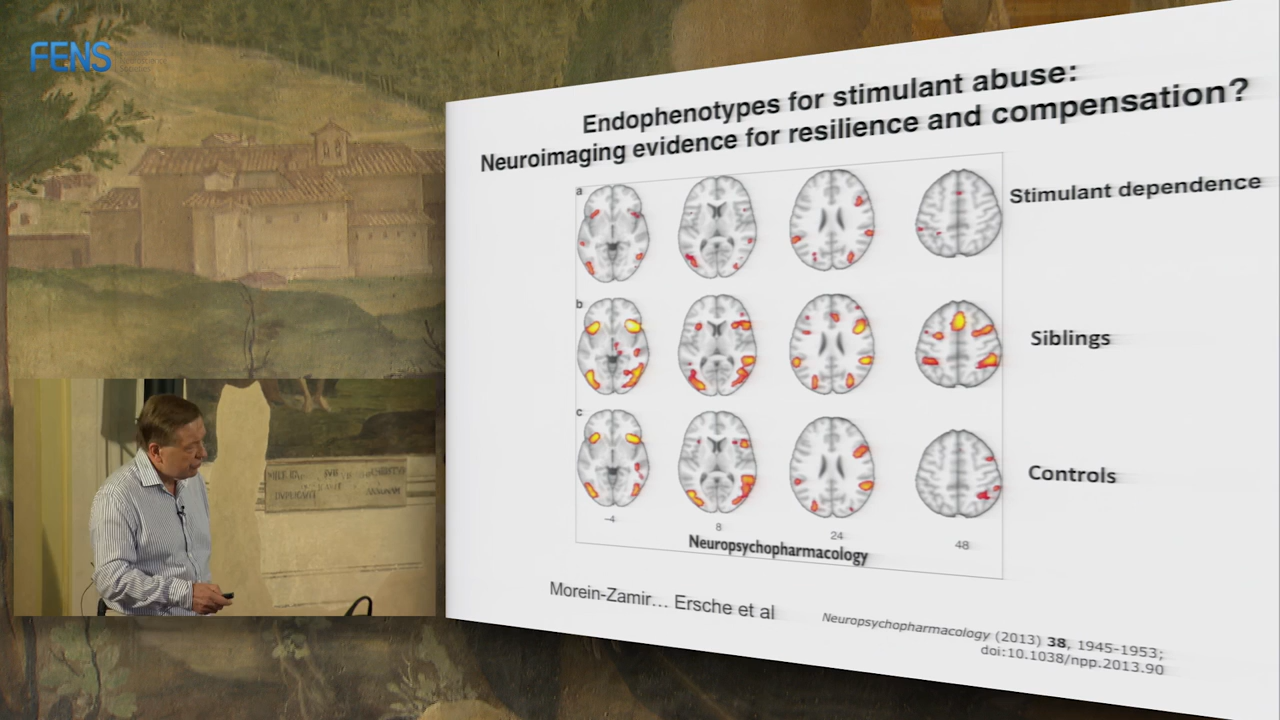 FENS
Endophenotypes for stimulant abuse:
Neuroimaging evidence for resilience and compensation?
a
Stimulant dependence
b
Siblings
c
Controls
-4
8
24
48
Neuropsychopharmacology
Morein-Zamir... Ersche et al
Neuropsychopharmacology (2013) 38, 1945-1953;
doi:10.1038/npp.2013.90